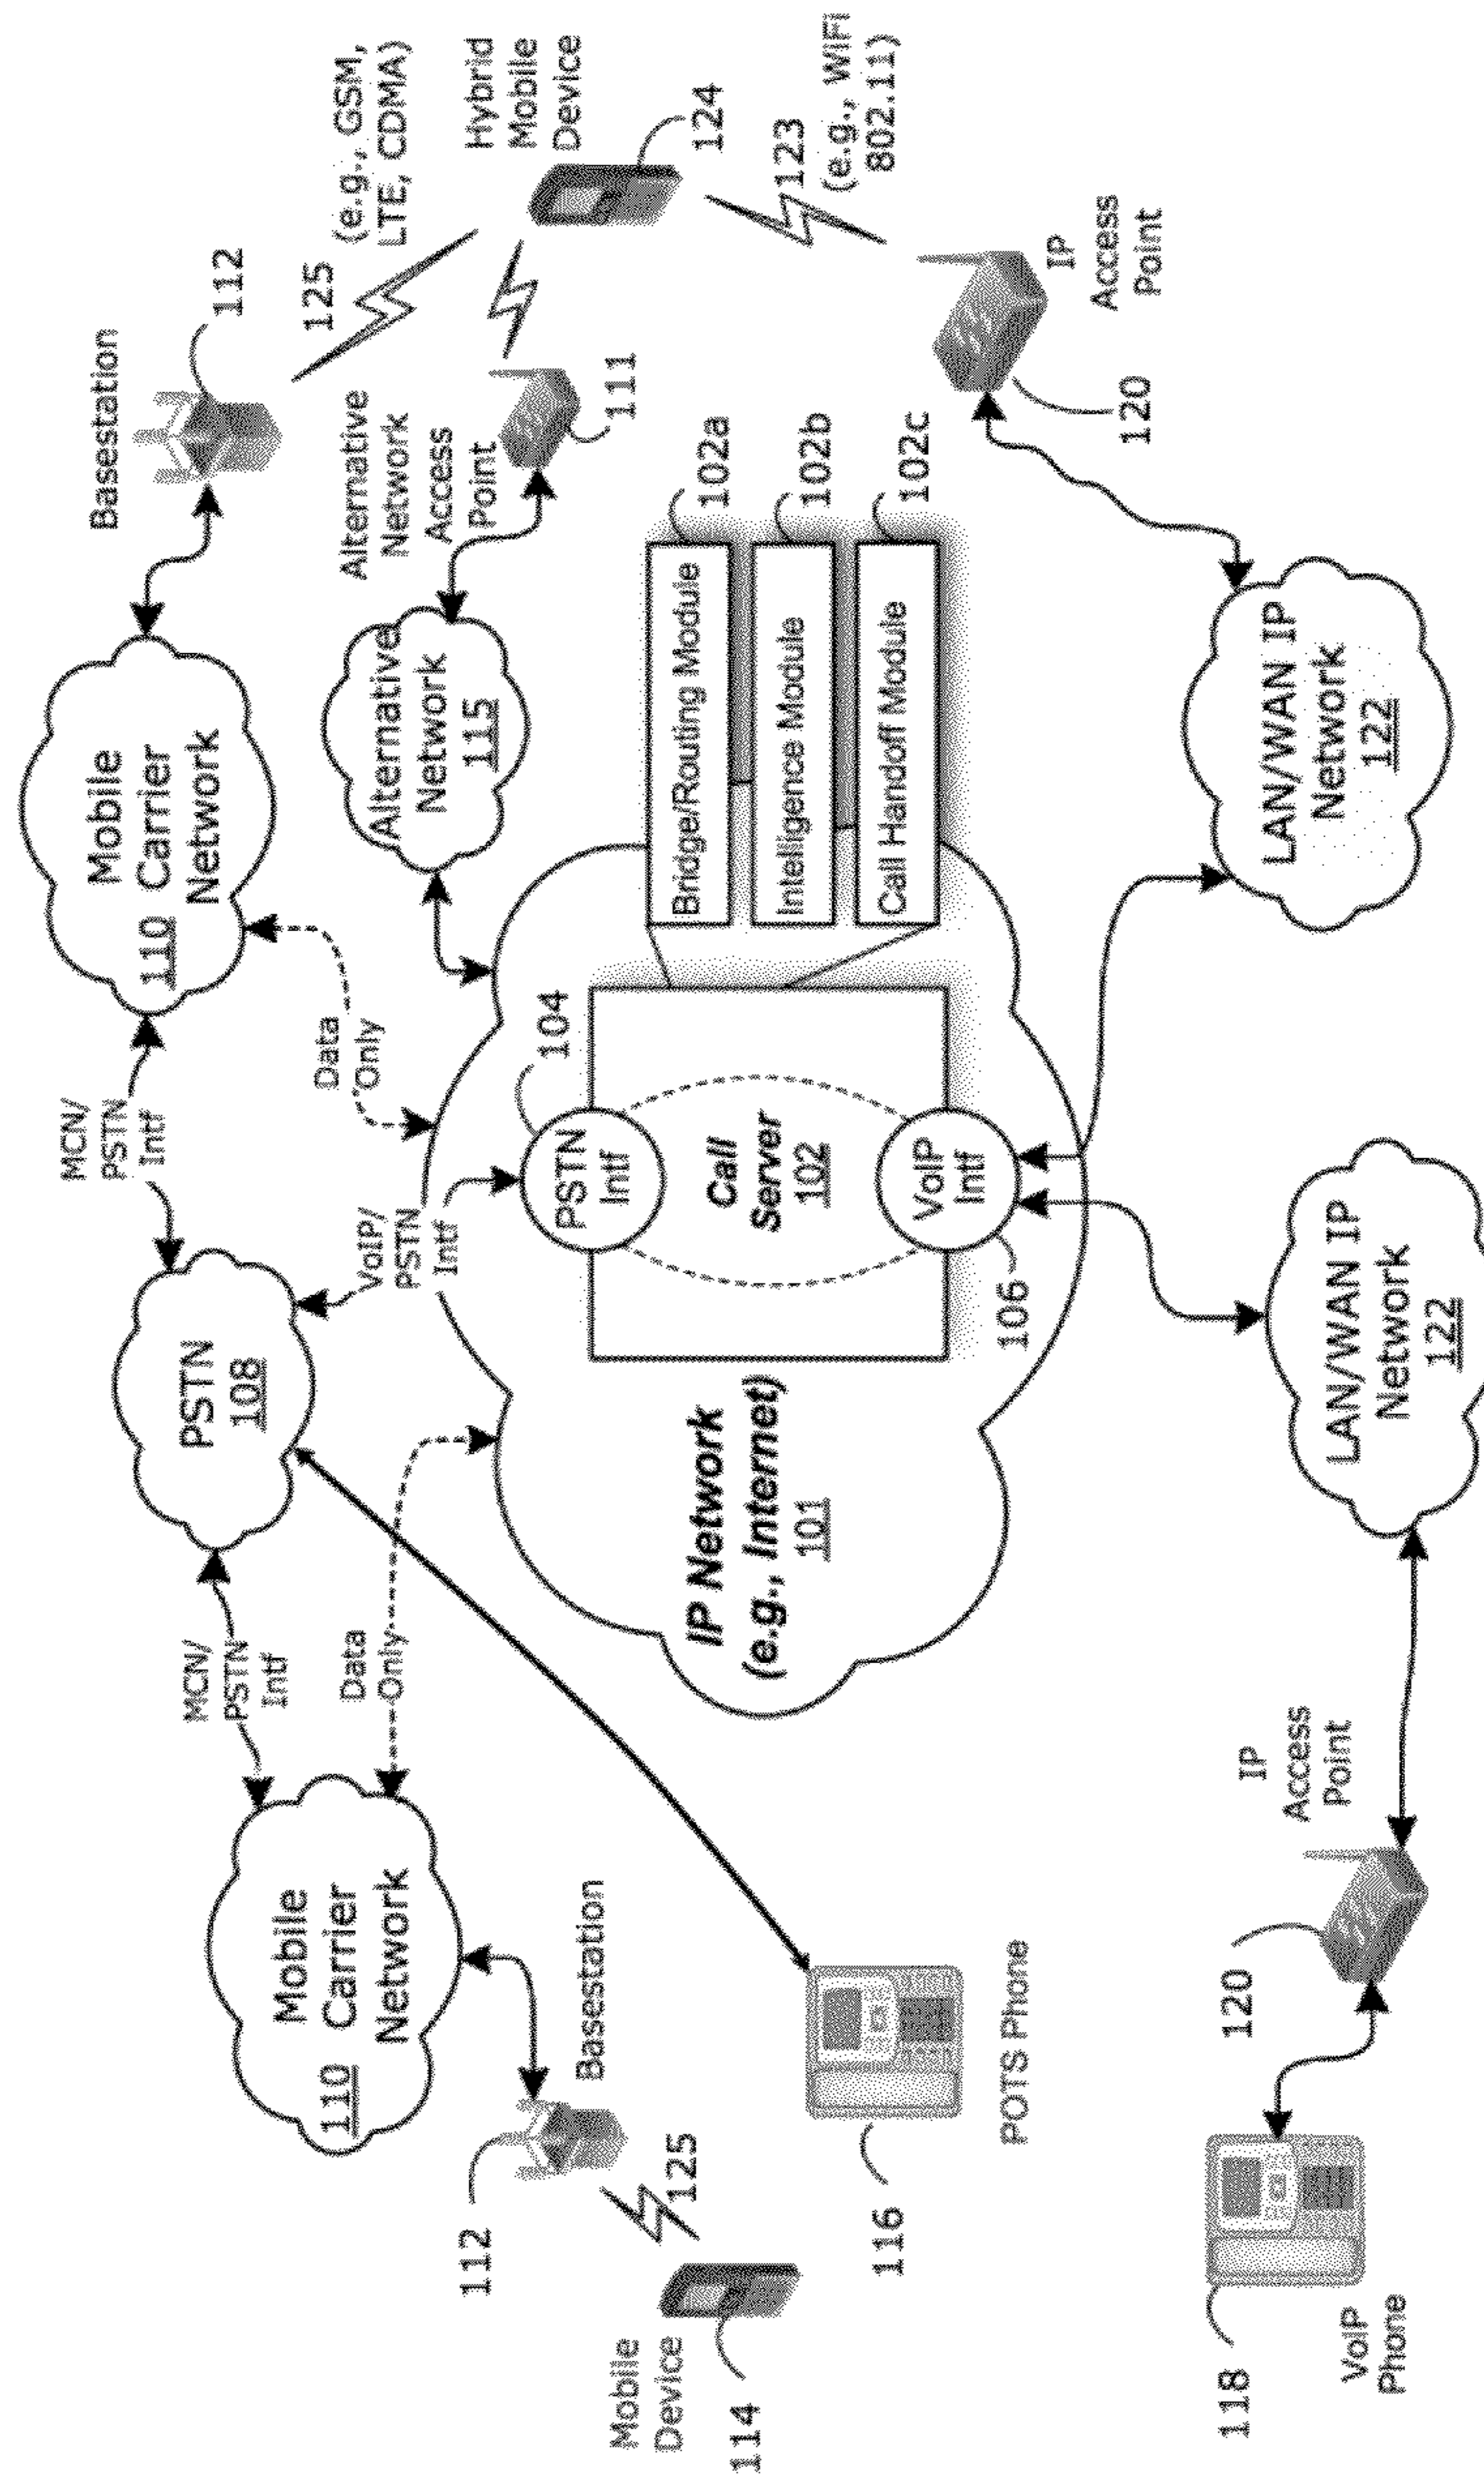 Basestation
112
125
(e.g., GSM,
LTE, CDMA)
Hybrid
Mobile
Device
124
123
(e.g., WiFi
802.11)
Mobile
Carrier
110
Network
Alternative
Network
Access
Point
111
Alternative
Network
115
MCN/
PSTN
Intf
Data
Only
PSTN
108
VoIP/
PSTN
Intf
MCN/
PSTN
Intf
Data
Only
Mobile
Carrier
110
Network
Basestation
112
125
Mobile
Device
114
116
POTS Phone
IP Network
(e.g., Internet)
101
PSTN
Intf
104
Call
Server
102
VoIP
Intf
106
Bridge/Routing Module
102a
Intelligence Module
102b
Call Handoff Module
102c
IP
Access
Point
120
LAN/WAN IP
Network
122
LAN/WAN IP
Network
122
IP
Access
Point
120
118
VoIP
Phone